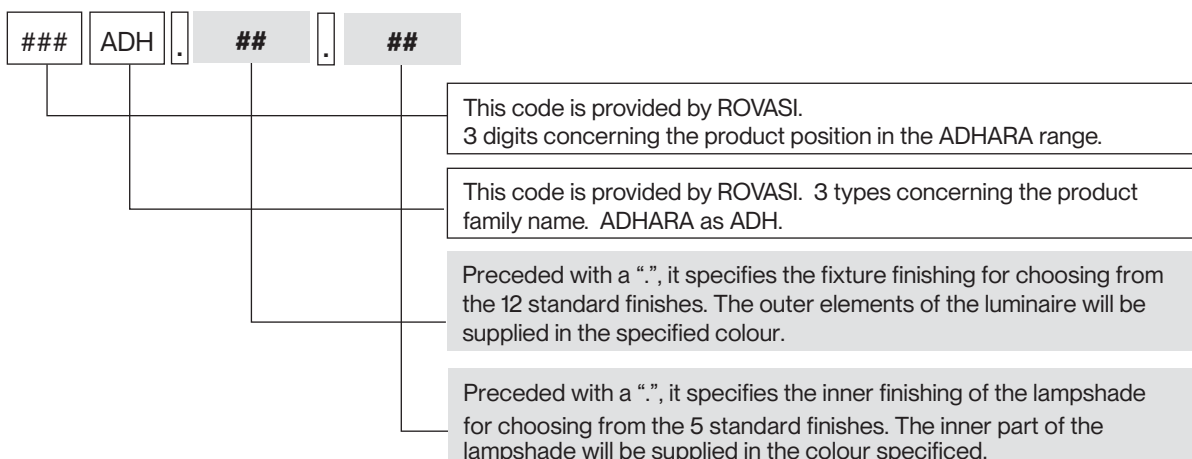 ### ADH . ## . ##
This code is provided by ROVASI.
3 digits concerning the product position in the ADHARA range.
This code is provided by ROVASI. 3 types concerning the product
family name. ADHARA as ADH.
Preceded with a “.”, it specifies the fixture finishing for choosing from
the 12 standard finishes. The outer elements of the luminaire will be
supplied in the specified colour.
Preceded with a “.”, it specifies the inner finishing of the lampshade
for choosing from the 5 standard finishes. The inner part of the
lampshade will be supplied in the colour specificed.